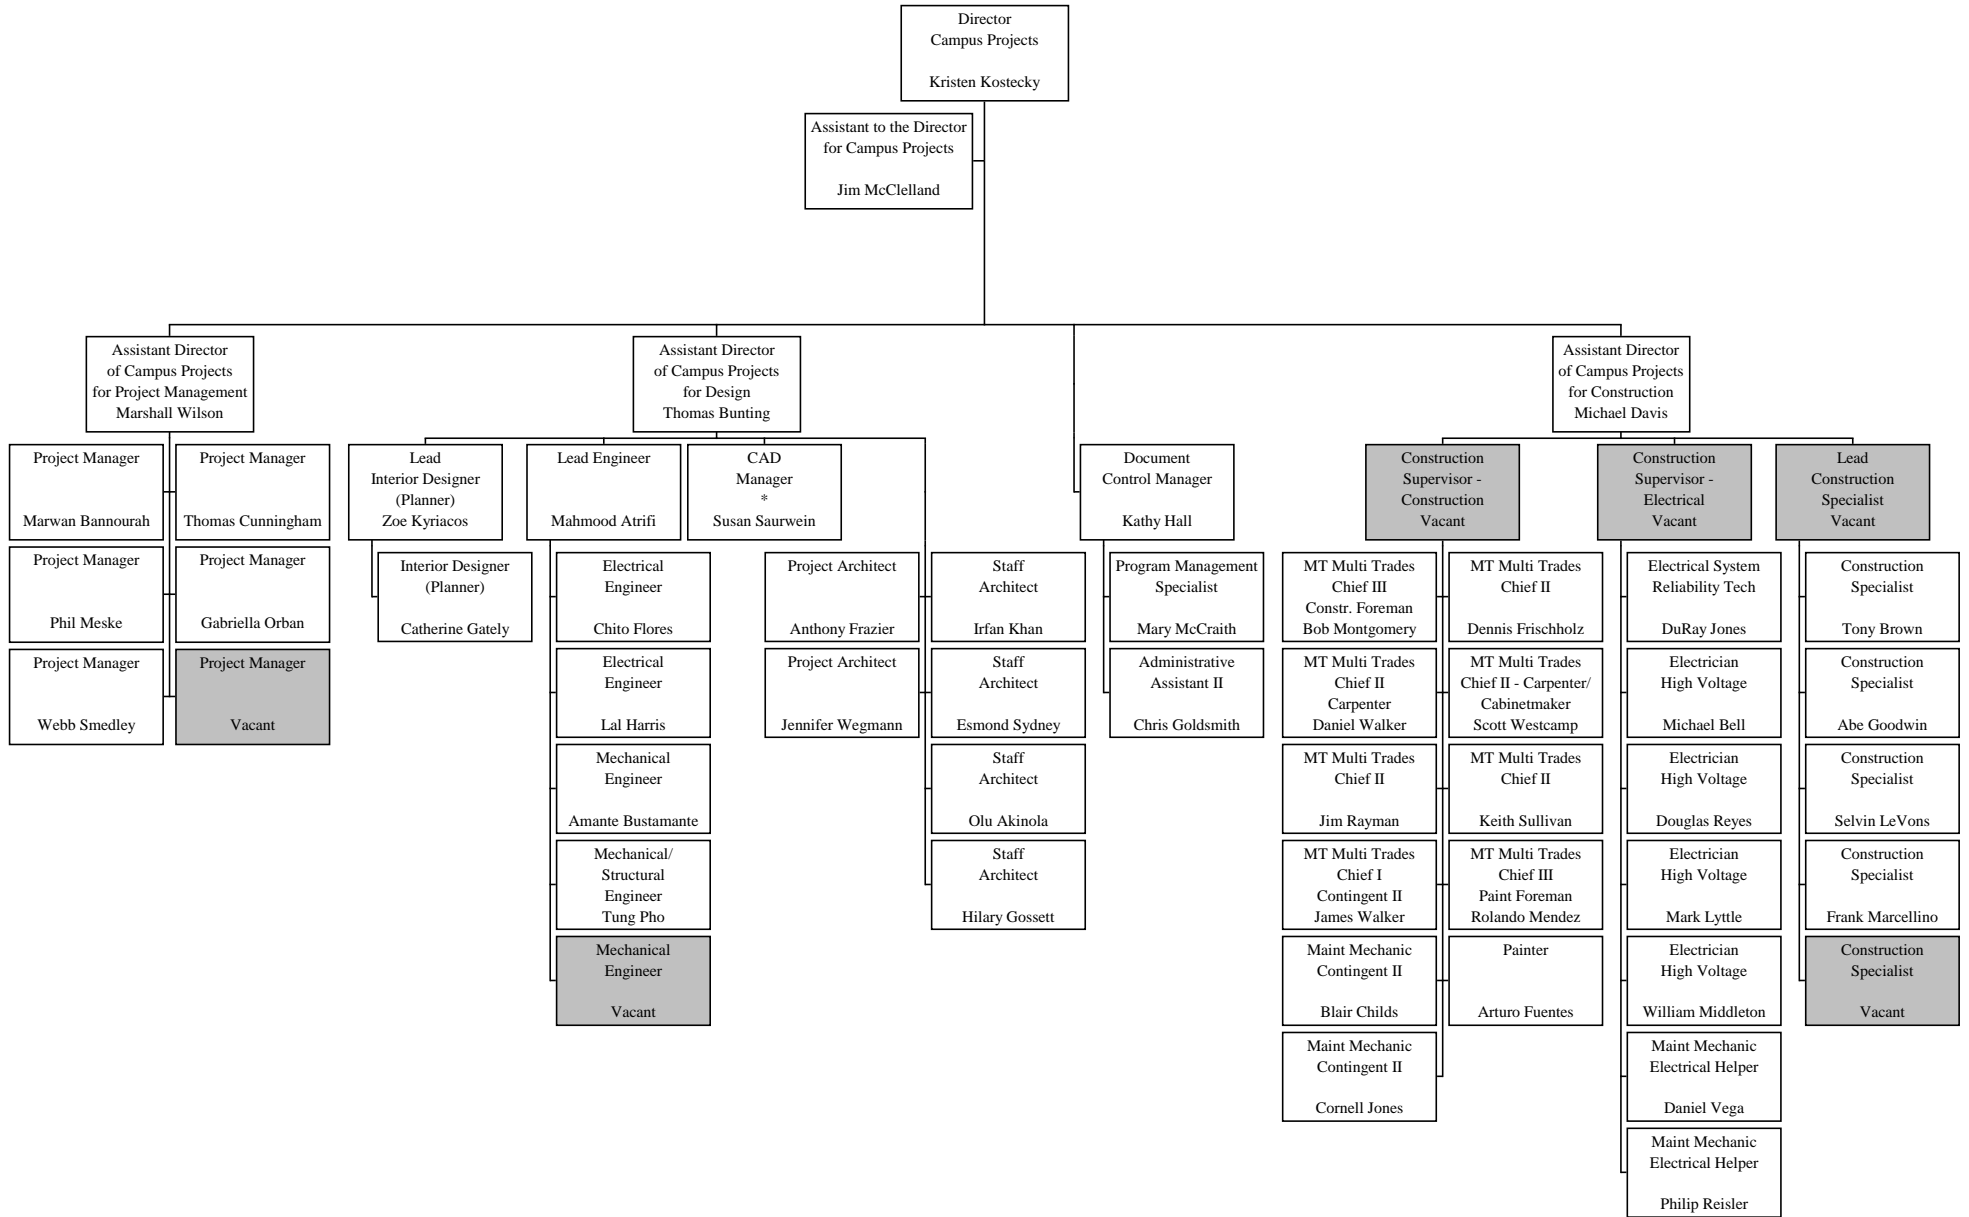 Director
Campus Projects
Kristen Kostecky
Assistant to the Director
for Campus Projects
Jim McClelland
Assistant Director
of Campus Projects
for Project Management
Marshall Wilson
Project Manager
Marwan Bannourah
Project Manager
Thomas Cunningham
Project Manager
Phil Meske
Project Manager
Gabriella Orban
Project Manager
Webb Smedley
Project Manager
Vacant
Assistant Director
of Campus Projects
for Design
Thomas Bunting
Lead
Interior Designer
(Planner)
Zoe Kyriacos
Interior Designer
(Planner)
Catherine Gately
Lead Engineer
Mahmood Atrifi
Electrical
Engineer
Chito Flores
Electrical
Engineer
Lal Harris
Mechanical
Engineer
Amante Bustamante
Mechanical/
Structural
Engineer
Tung Pho
Mechanical
Engineer
Vacant
CAD
Manager
*
Susan Saurwein
Project Architect
Anthony Frazier
Staff
Architect
Irfan Khan
Project Architect
Jennifer Wegmann
Staff
Architect
Esmond Sydney
Staff
Architect
Olu Akinola
Staff
Architect
Hilary Gossett
Document
Control Manager
Kathy Hall
Program Management
Specialist
Mary McCraith
Administrative
Assistant II
Chris Goldsmith
Assistant Director
of Campus Projects
for Construction
Michael Davis
Construction
Supervisor -
Construction
Vacant
MT Multi Trades
Chief III
Constr. Foreman
Bob Montgomery
MT Multi Trades
Chief II
Dennis Frischholz
MT Multi Trades
Chief II
Carpenter
Daniel Walker
MT Multi Trades
Chief II - Carpenter/
Cabinetmaker
Scott Westcamp
MT Multi Trades
Chief II
Jim Rayman
MT Multi Trades
Chief II
Keith Sullivan
MT Multi Trades
Chief I
Contingent II
James Walker
MT Multi Trades
Chief III
Paint Foreman
Rolando Mendez
Maint Mechanic
Contingent II
Blair Childs
Painter
Arturo Fuentes
Maint Mechanic
Contingent II
Cornell Jones
Construction
Supervisor -
Electrical
Vacant
Electrical System
Reliability Tech
DuRay Jones
Electrician
High Voltage
Michael Bell
Electrician
High Voltage
Douglas Reyes
Electrician
High Voltage
Mark Lyttle
Electrician
High Voltage
William Middleton
Maint Mechanic
Electrical Helper
Daniel Vega
Maint Mechanic
Electrical Helper
Philip Reisler
Lead
Construction
Specialist
Vacant
Construction
Specialist
Tony Brown
Construction
Specialist
Abe Goodwin
Construction
Specialist
Selvin LeVons
Construction
Specialist
Frank Marcellino
Construction
Specialist
Vacant